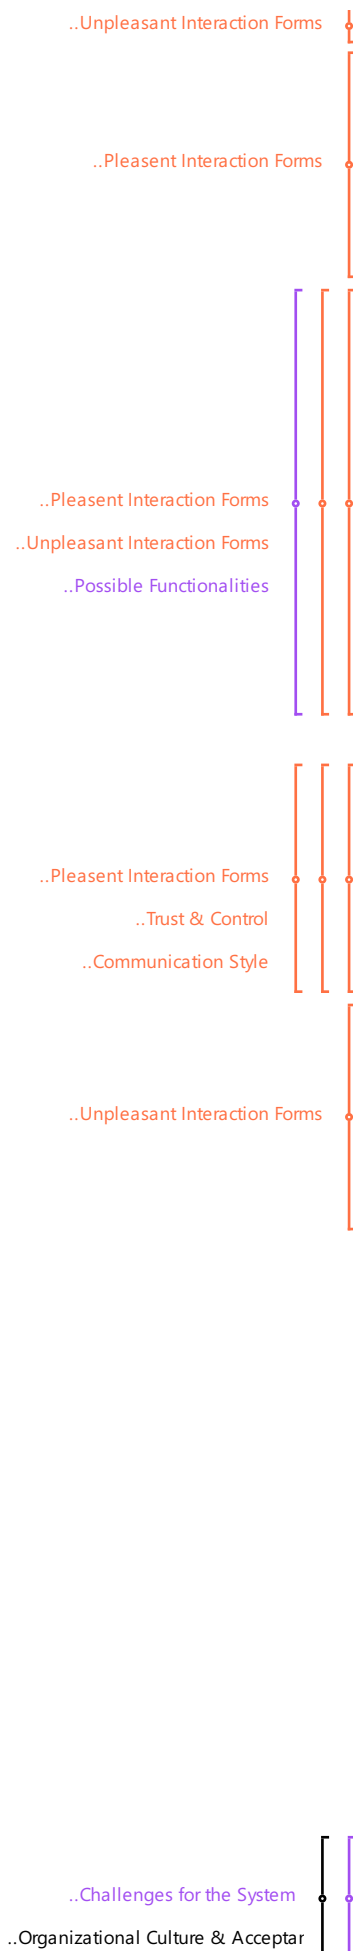 ..Unpleasant Interaction Forms
..Pleasent Interaction Forms
..Pleasent Interaction Forms
..Unpleasant Interaction Forms
..Possible Functionalities
..Pleasent Interaction Forms
..Trust & Control
..Communication Style
..Unpleasant Interaction Forms
..Challenges for the System
..Organizational Culture & Acceptar